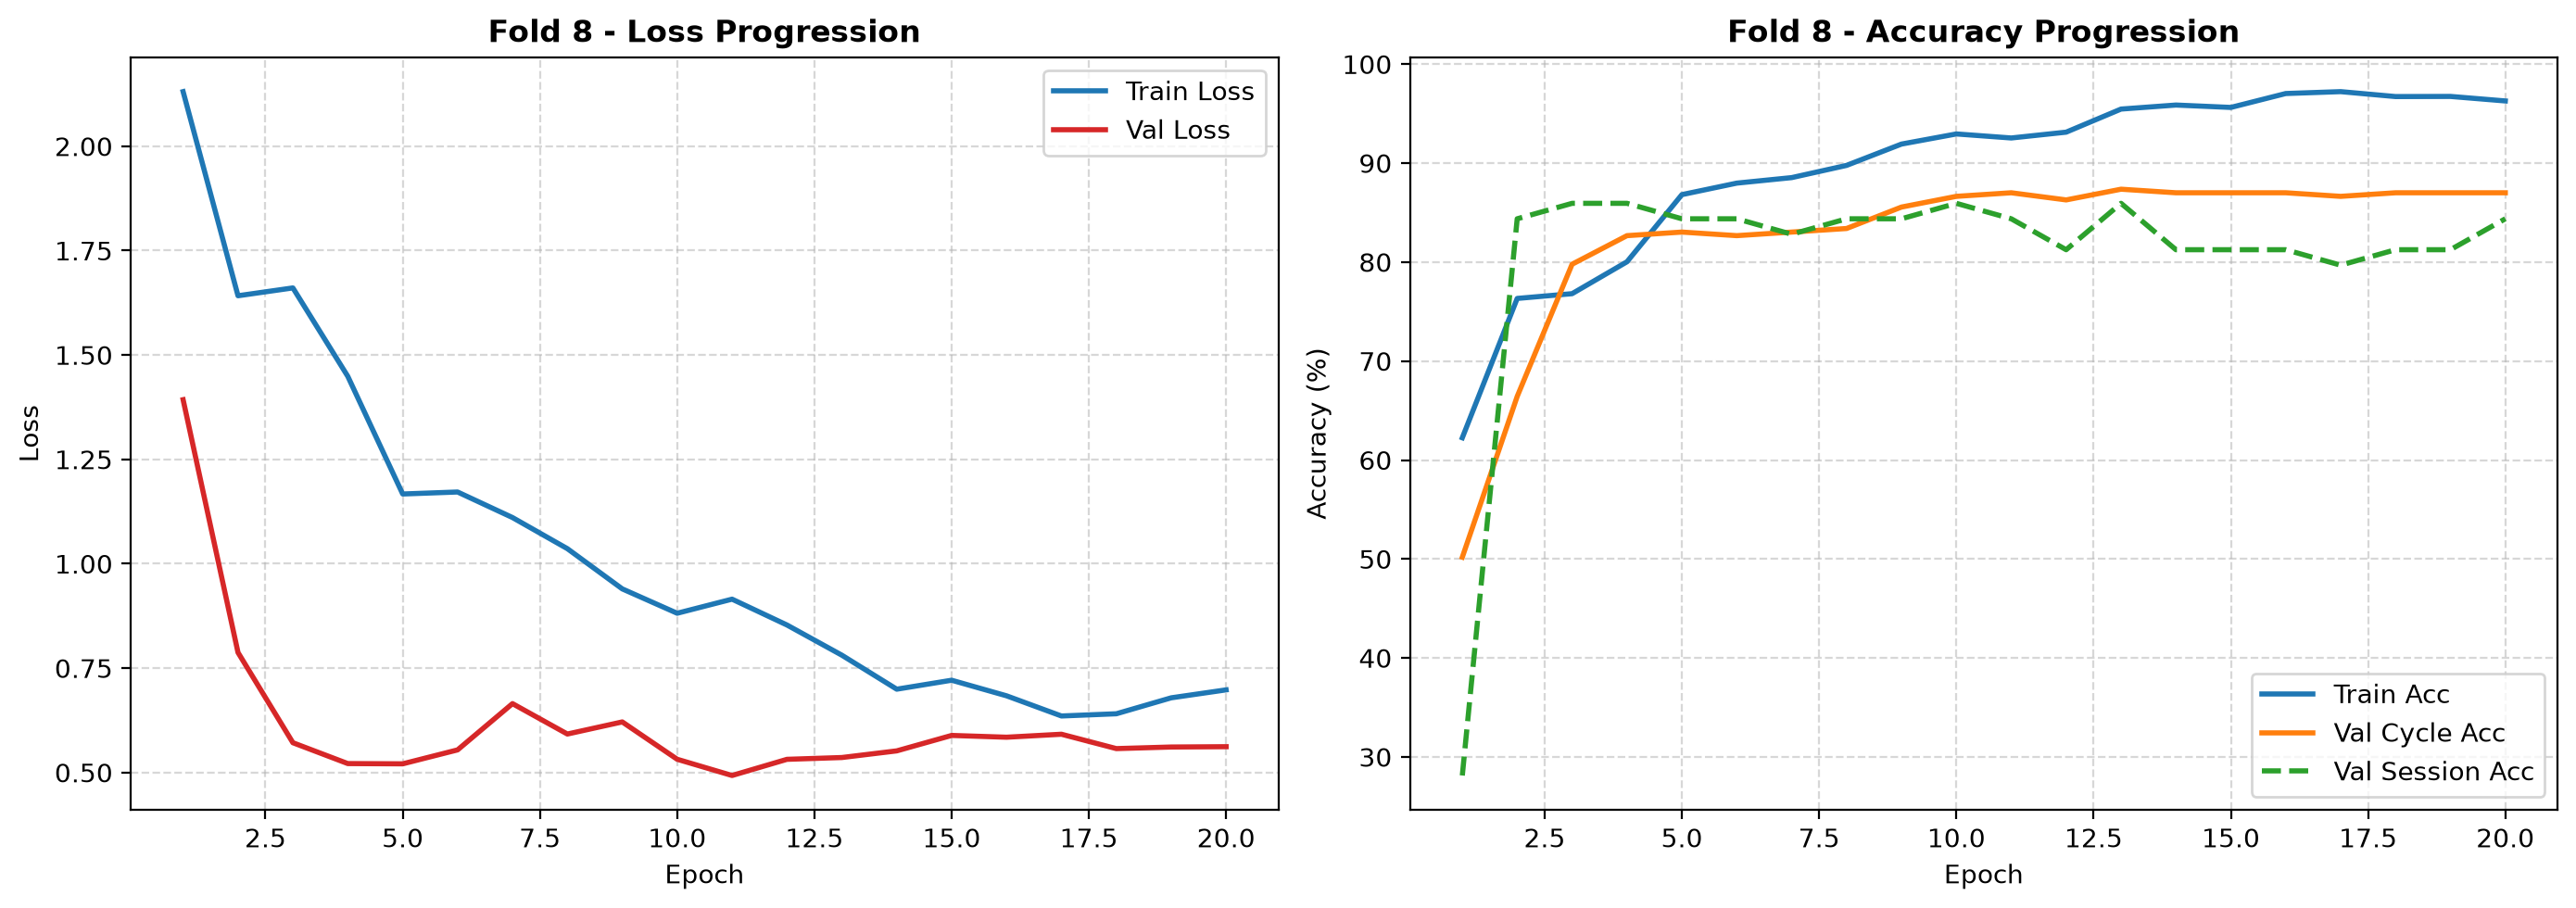 Fold 8 - Loss Progression
Train Loss
Val Loss
2.00
1.75
1.50
1.25
1.00
0.75
0.50
Loss
2.5 5.0 7.5 10.0 12.5 15.0 17.5 20.0
Epoch
Fold 8 - Accuracy Progression
100
90
80
70
60
50
40
30
Accuracy (%)
Train Acc
Val Cycle Acc
Val Session Acc
2.5 5.0 7.5 10.0 12.5 15.0 17.5 20.0
Epoch